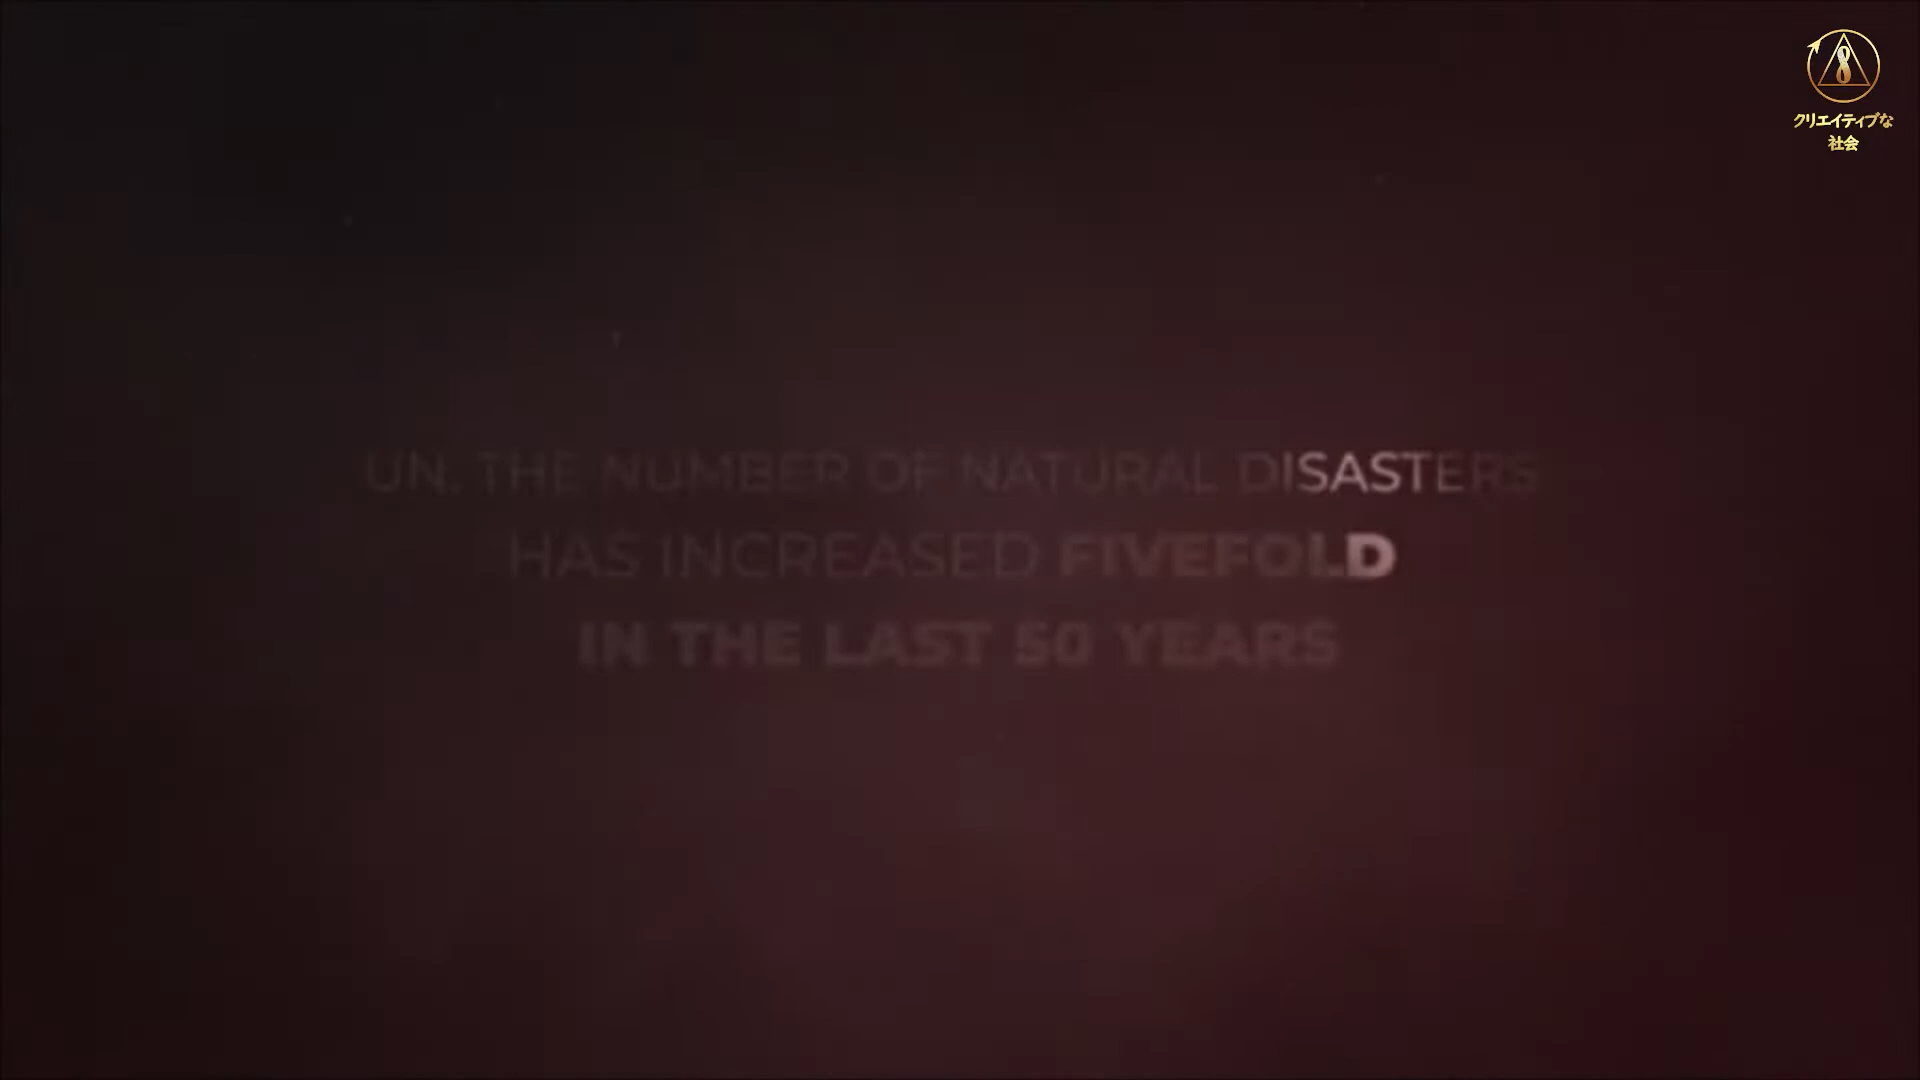 クリエイティブな
社会
UN. THE NUMBER OF NATURAL DISASTERS
HAS INCREASED FIVEFOLD
IN THE LAST 50 YEARS